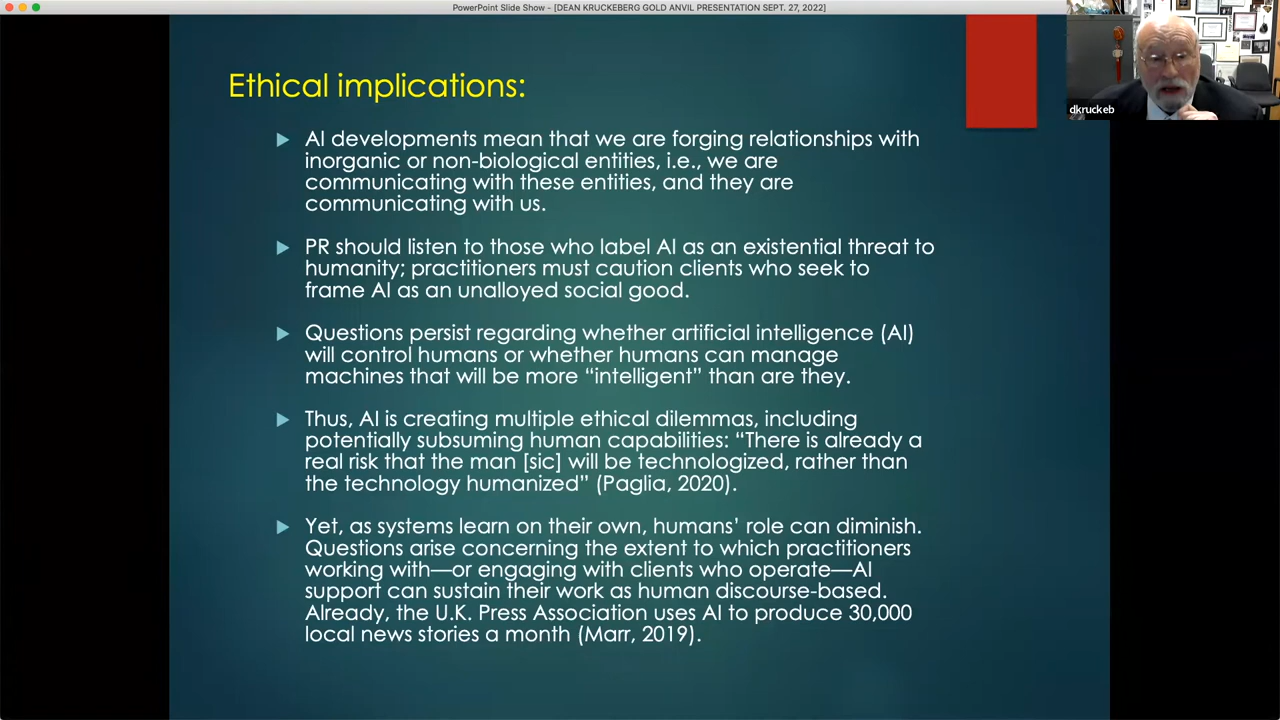 PowerPoint Slide Show - [DEAN KRUCKEBERG GOLD ANVIL PRESENTATION SEPT. 27, 2022]
Ethical implications:
AI developments mean that we are forging relationships with
inorganic or non-biological entities, i.e., we are
communicating with these entities, and they are
communicating with us.
PR should listen to those who label AI as an existential threat to
humanity; practitioners must caution clients who seek to
frame AI as an unalloyed social good.
Questions persist regarding whether artificial intelligence (AI)
will control humans or whether humans can manage
machines that will be more “intelligent” than are they.
Thus, AI is creating multiple ethical dilemmas, including
potentially subsuming human capabilities: “There is already a
real risk that the man [sic] will be technologized, rather than
the technology humanized” (Paglia, 2020).
Yet, as systems learn on their own, humans’ role can diminish.
Questions arise concerning the extent to which practitioners
working with—or engaging with clients who operate—AI
support can sustain their work as human discourse-based.
Already, the U.K. Press Association uses AI to produce 30,000
local news stories a month (Marr, 2019).
dkruckeb